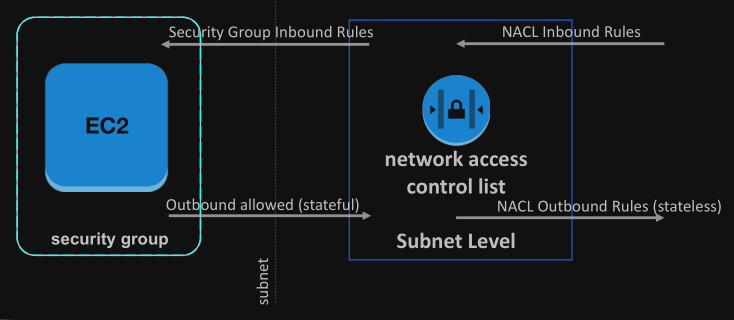 Security Group Inbound Rules
NACL Inbound Rules
EC2
network access
control list
Outbound allowed (stateful)
NACL Outbound Rules (stateless)
security group
Subnet Level
subnet